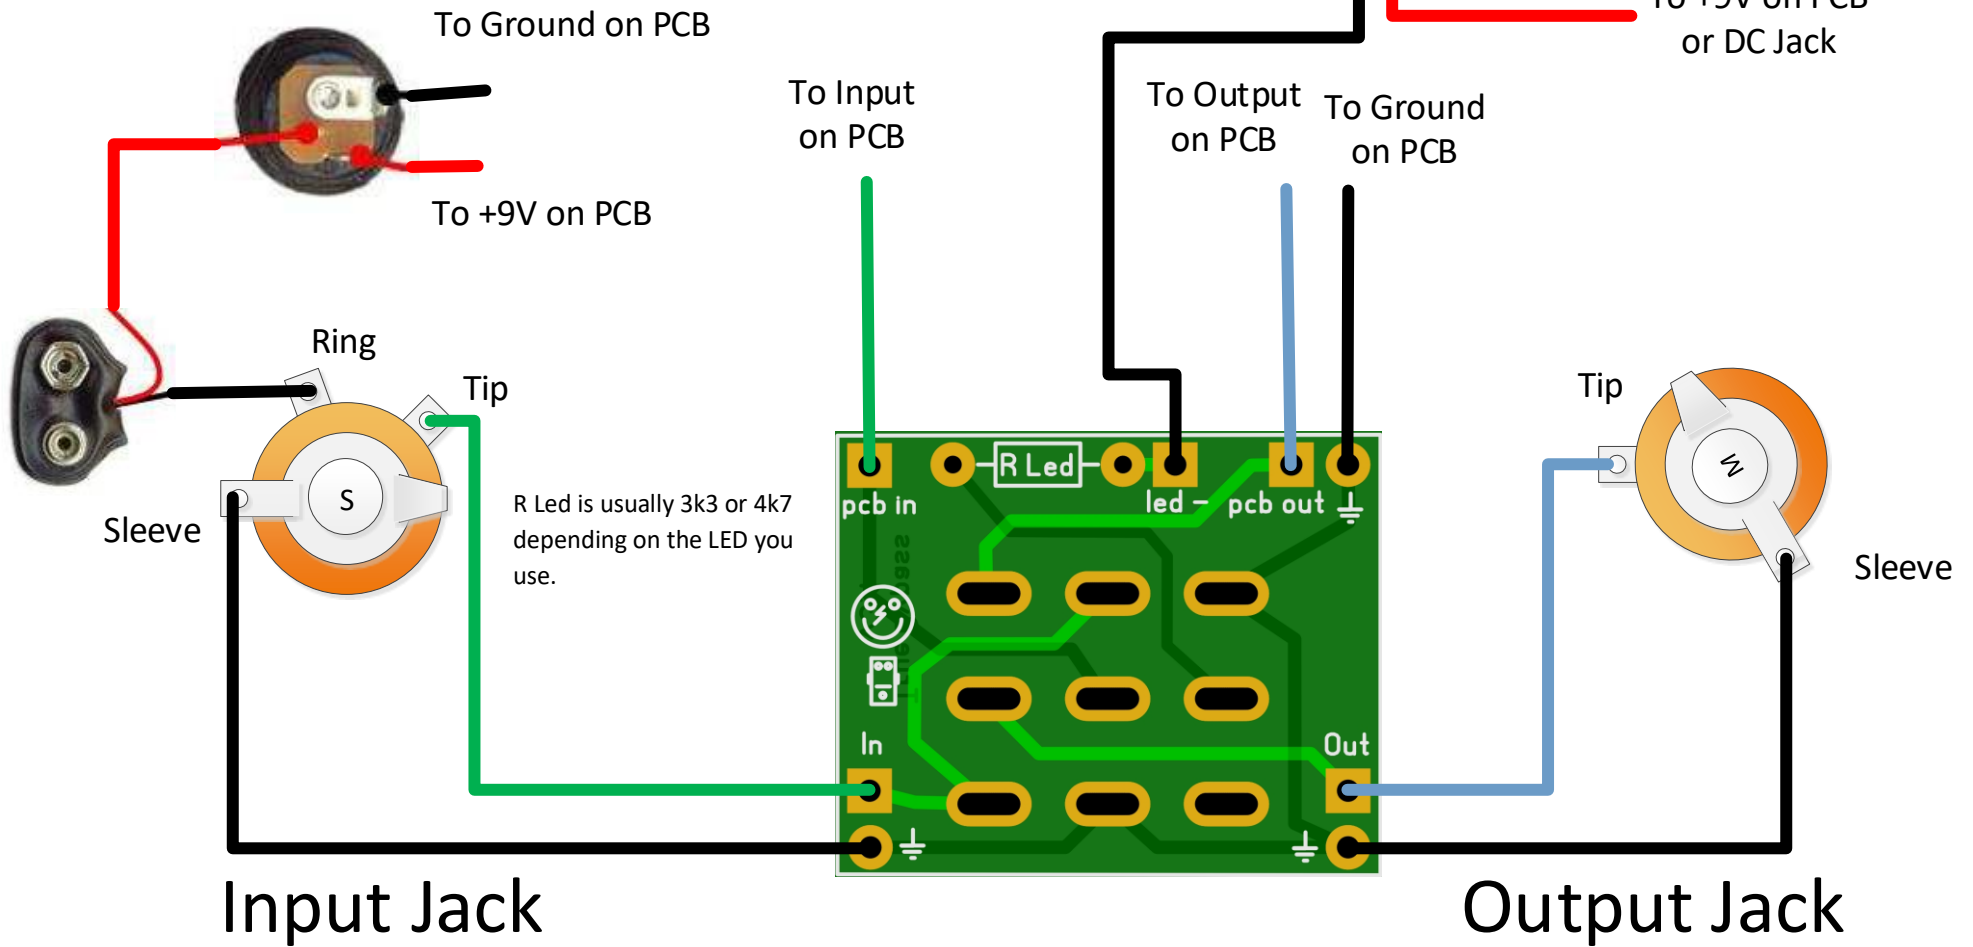 To Ground on PCB
To +9V on PCB
or DC Jack
To Input
on PCB
To Output
on PCB
To Ground
on PCB
To +9V on PCB
Ring
Tip
Sleeve
S
R Led is usually 3k3 or 4k7
depending on the LED you
use.
R Led
pcb in
led -
pcb out
In
Out
Tip
M
Sleeve
Input Jack
Output Jack